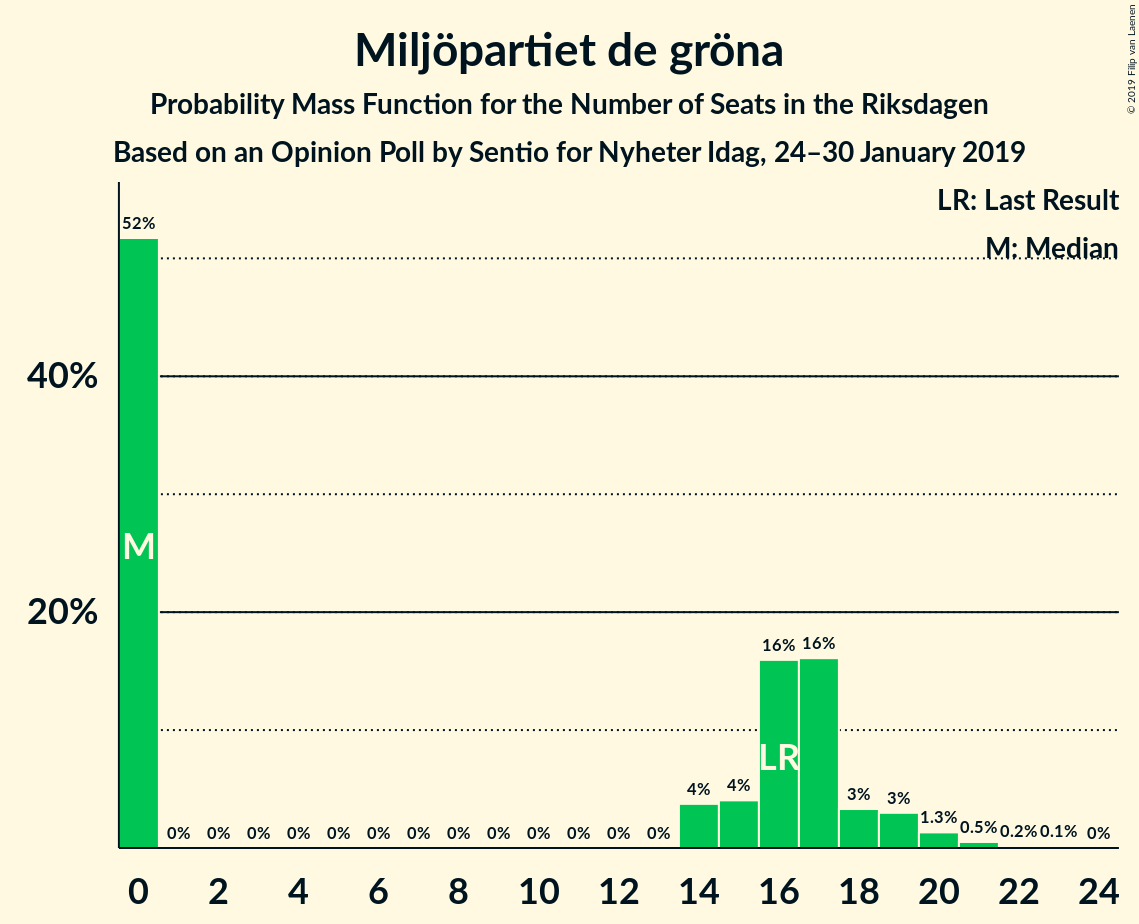 Miljöpartiet de gröna
Probability Mass Function for the Number of Seats in the Riksdagen
Based on an Opinion Poll by Sentio for Nyheter Idag, 24–30 January 2019
© 2019 Filip van Laenen
LR: Last Result
M: Median
52%
40%
20%
M
LR
0% 0% 0% 0% 0% 0% 0% 0% 0% 0% 0% 0% 0% 4% 4% 16% 16% 3% 3% 1.3% 0.5% 0.2% 0.1% 0%
0 2 4 6 8 10 12 14 16 18 20 22 24